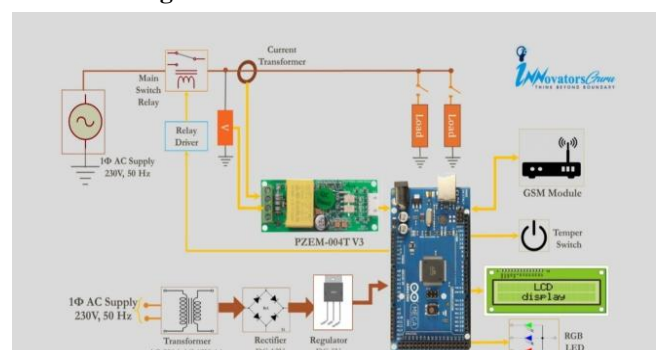 Current
Transformer
INNovatorsGuru
THINK BEYOND BOUNDARY
Main
Switch
Relay
V
Load
Load
Relay
Driver
1Φ AC Supply
230V, 50 Hz
GSM Module
PZEM-004T V3
Temper
Switch
1Φ AC Supply
230V, 50 Hz
LCD
display
Transformer
Rectifier
Regulator
RGB
LED